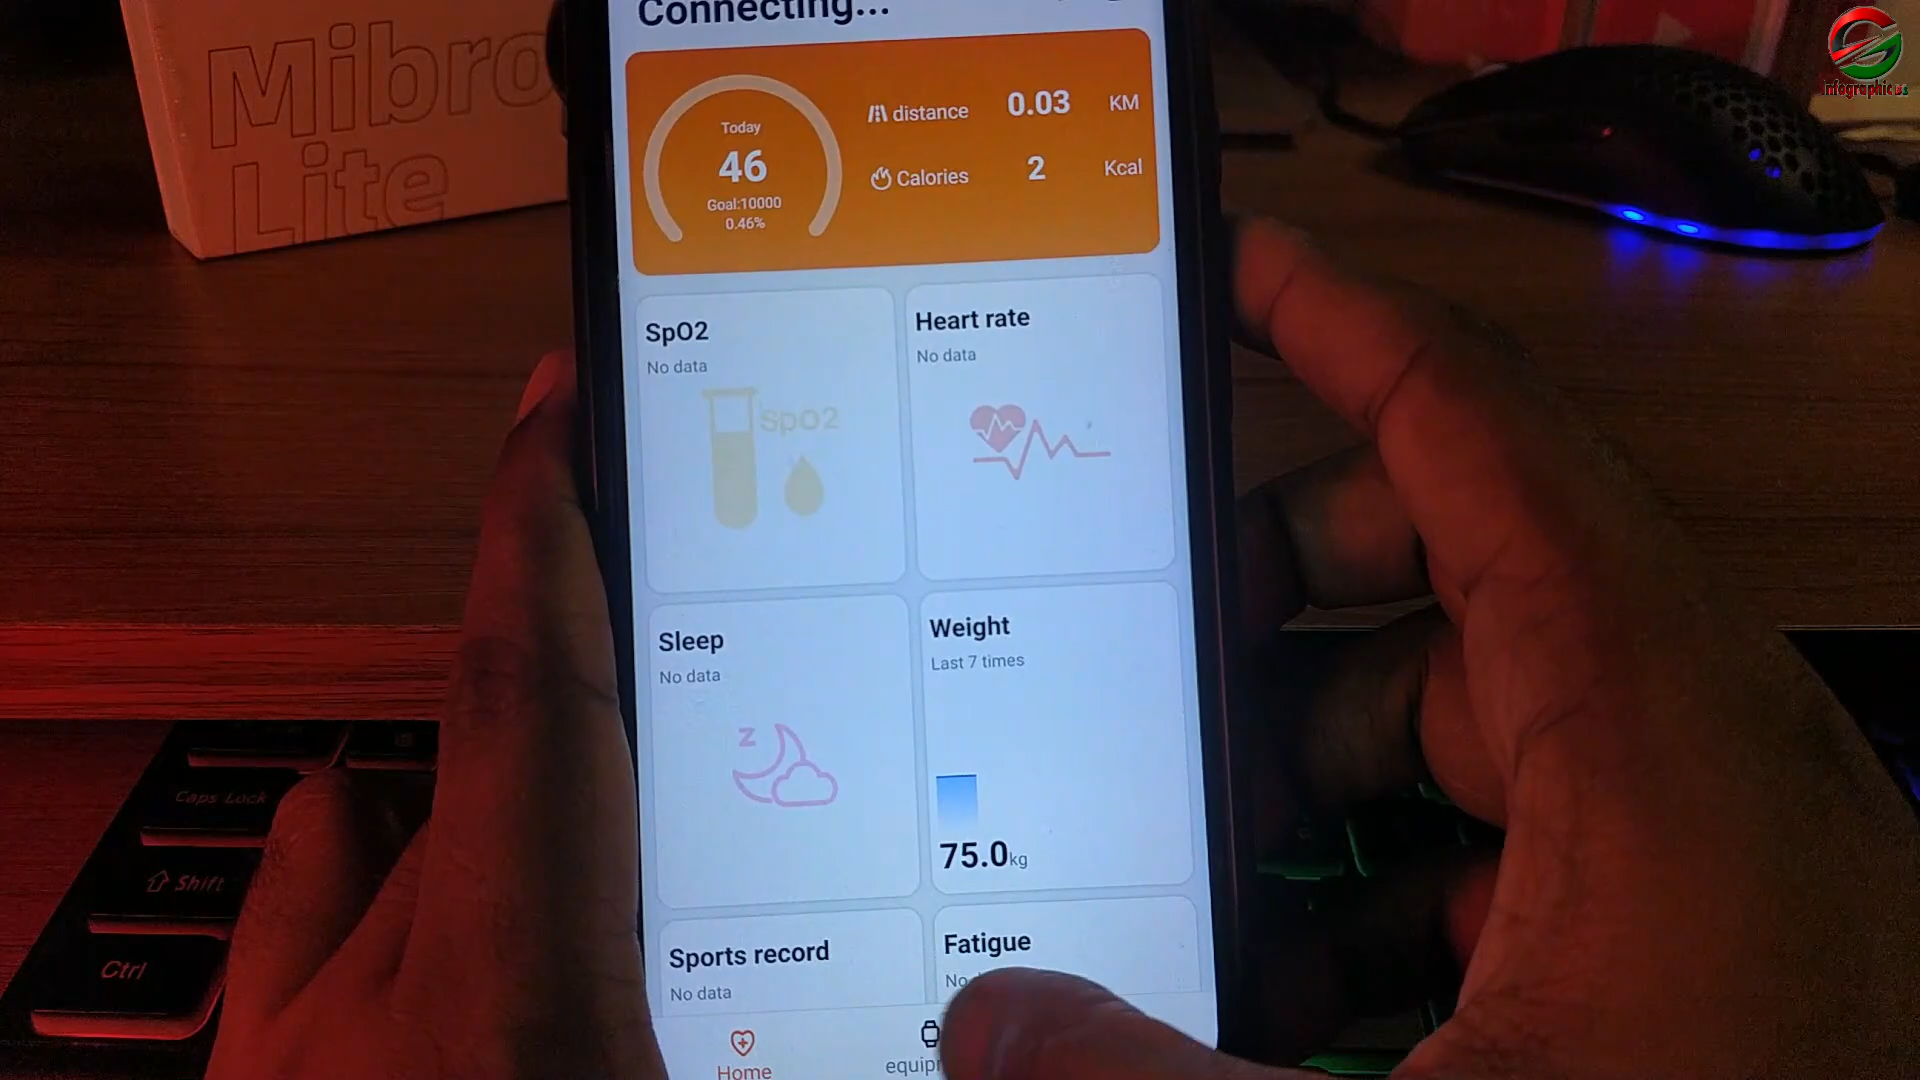 Connecting...
Mibro
Lite
Today
46
Goal:10000
0.46%
distance 0.03 KM
Calories 2 Kcal
SpO2
No data
SpO2
Heart rate
No data
Sleep
No data
Z
Weight
Last 7 times
75.0kg
Sports record
No data
Fatigue
No
Home
Caps Lock
Shift
Ctrl